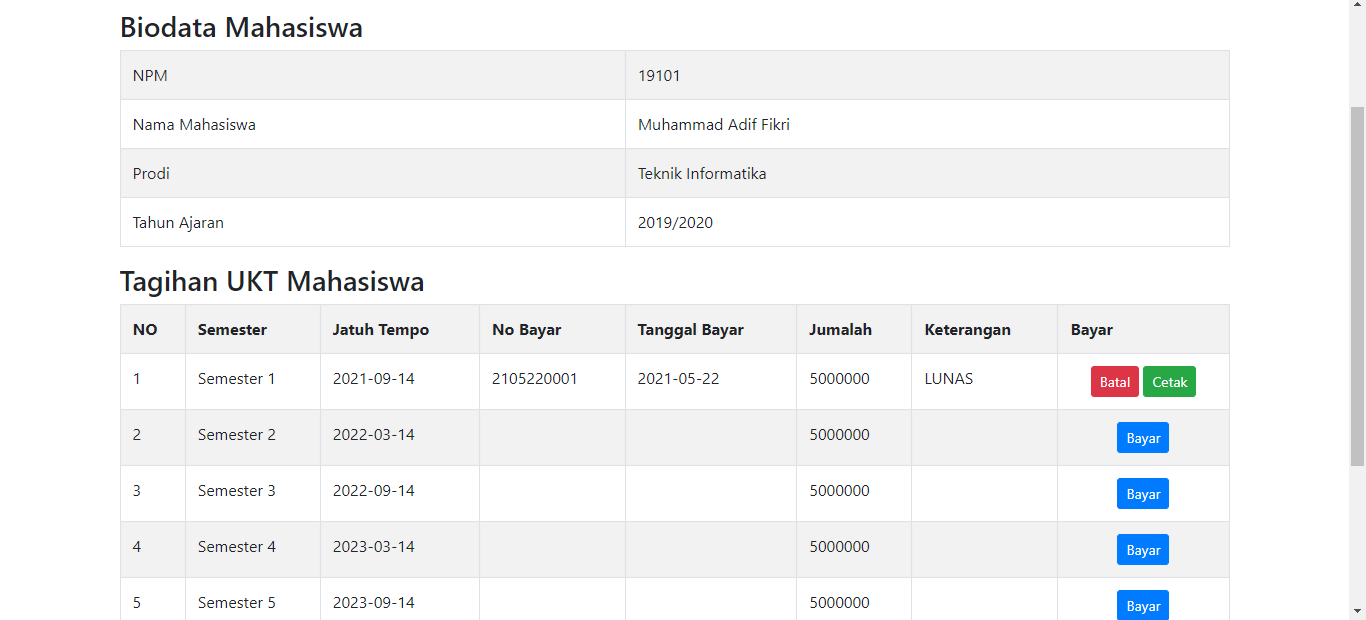 Biodata Mahasiswa
NPM 19101
Nama Mahasiswa Muhammad Adif Fikri
Prodi Teknik Informatika
Tahun Ajaran 2019/2020
Tagihan UKT Mahasiswa
NO Semester Jatuh Tempo No Bayar Tanggal Bayar Jumalah Keterangan Bayar
1 Semester 1 2021-09-14 2105220001 2021-05-22 5000000 LUNAS Batal Cetak
2 Semester 2 2022-03-14 5000000 Bayar
3 Semester 3 2022-09-14 5000000 Bayar
4 Semester 4 2023-03-14 5000000 Bayar
5 Semester 5 2023-09-14 5000000 Bayar